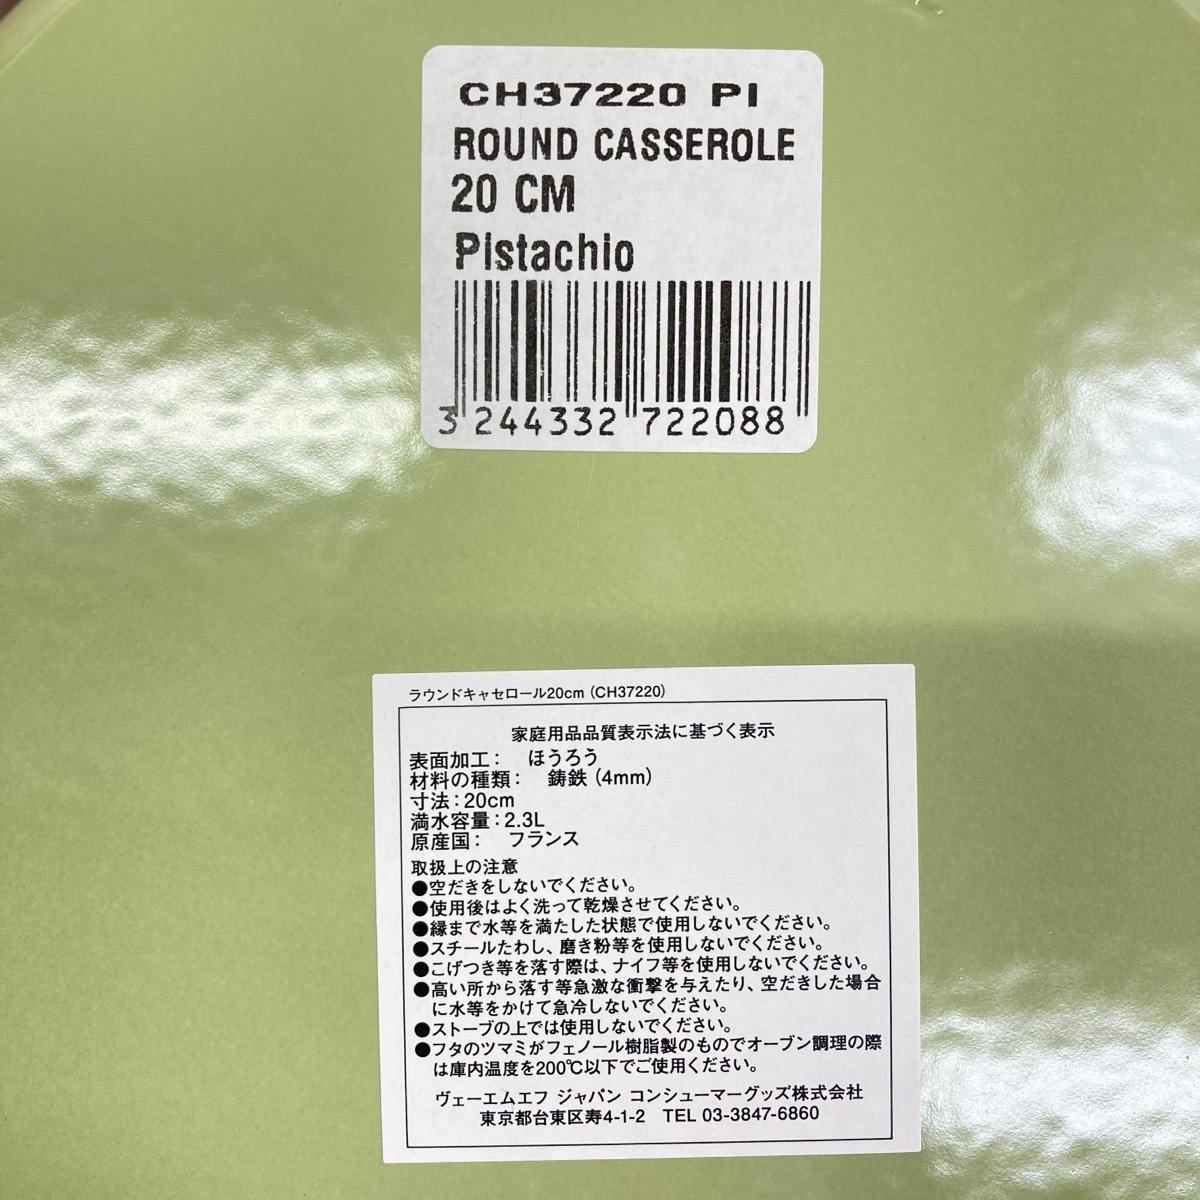 CH37220 PI
ROUND CASSEROLE
20 CM
Pistachio
3 244332 722088
ラウンドキャセロール20cm (CH37220)
家庭用品品質表示法に基づく表示
表面加工： ほうろう
材料の種類： 鋳鉄 (4mm)
寸法：20cm
満水容量：2.3L
原産国： フランス
取扱上の注意
●空だきをしないでください。
●使用後はよく洗って乾燥させてください。
●縁まで水等を満たした状態で使用しないでください。
●スチールたわし、磨き粉等を使用しないでください。
●こげつき等を落す際は、ナイフ等を使用しないでください。
●高い所から落す等急激な衝撃を与えたり、空だきした場合
に水等をかけて急冷しないでください。
●ストーブの上では使用しないでください。
●フタのツマミがフェノール樹脂製のものでオーブン調理の際
は庫内温度を200℃以下でご使用ください。
ヴェーエムエフ ジャパン コンシューマーグッズ株式会社
東京都台東区寿4-1-2 TEL 03-3847-6860